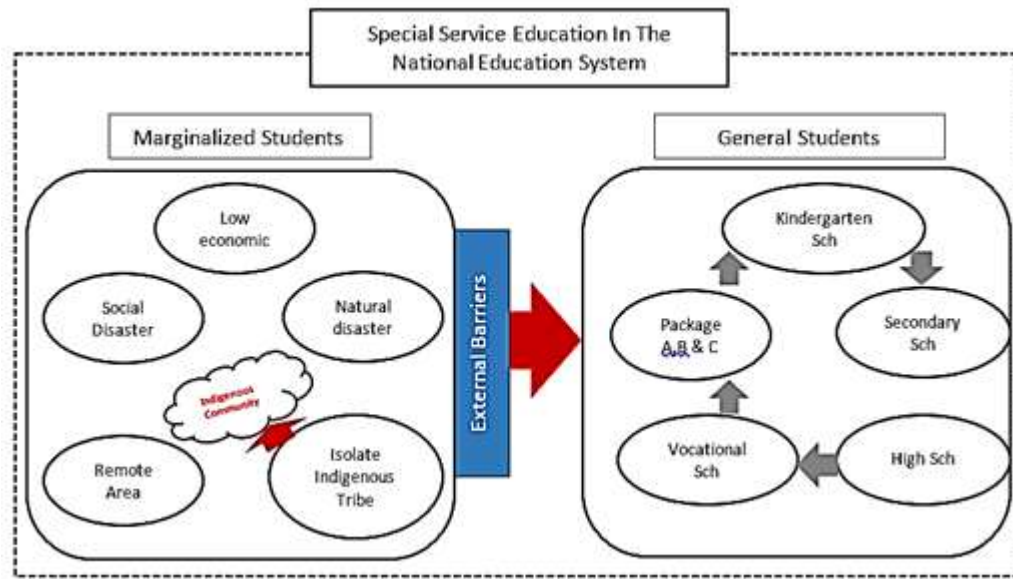 Special Service Education In The
National Education System
Marginalized Students
General Students
Low
economic
Social
Disaster
Natural
disaster
Indigenous
Community
Remote
Area
Isolate
Indigenous
Tribe
External Barriers
Kindergarten
Sch
Package
A,B & C
Secondary
Sch
Vocational
Sch
High Sch